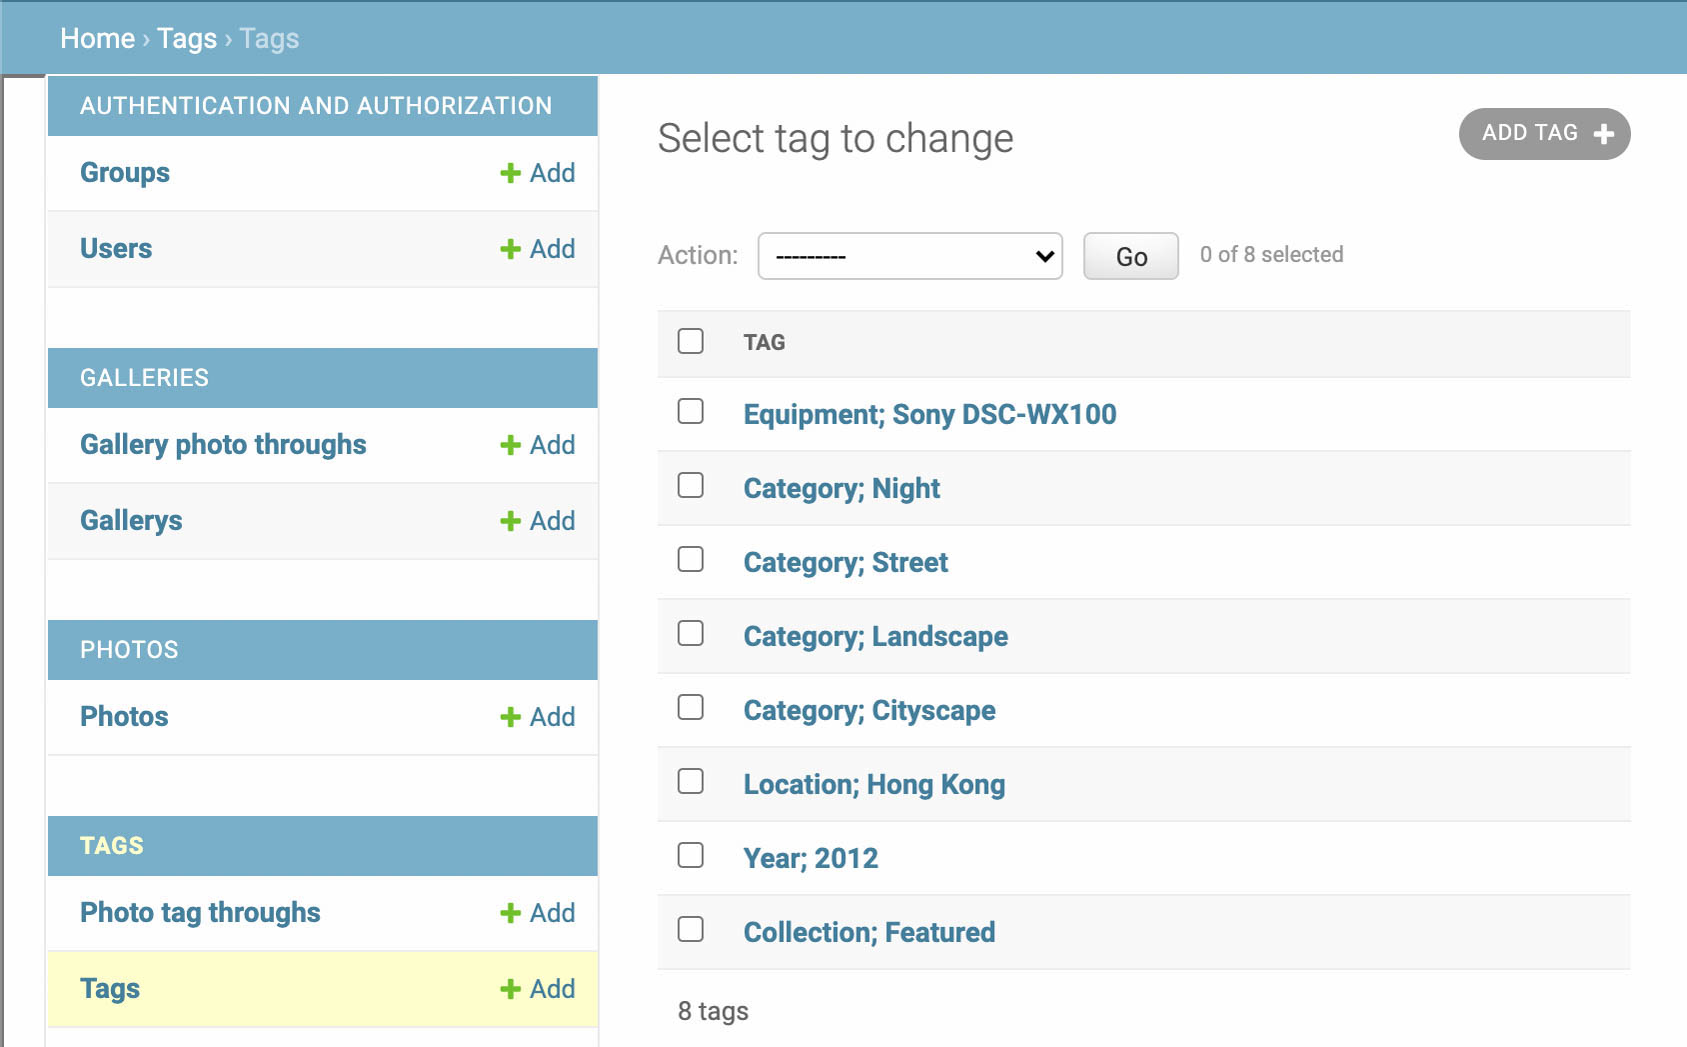 Home › Tags › Tags
AUTHENTICATION AND AUTHORIZATION
Groups + Add
Users + Add
GALLERIES
Gallery photo throughs + Add
Gallerys + Add
PHOTOS
Photos + Add
TAGS
Photo tag throughs + Add
Tags + Add
Select tag to change
ADD TAG +
Action: --------- Go 0 of 8 selected
TAG
Equipment; Sony DSC-WX100
Category; Night
Category; Street
Category; Landscape
Category; Cityscape
Location; Hong Kong
Year; 2012
Collection; Featured
8 tags